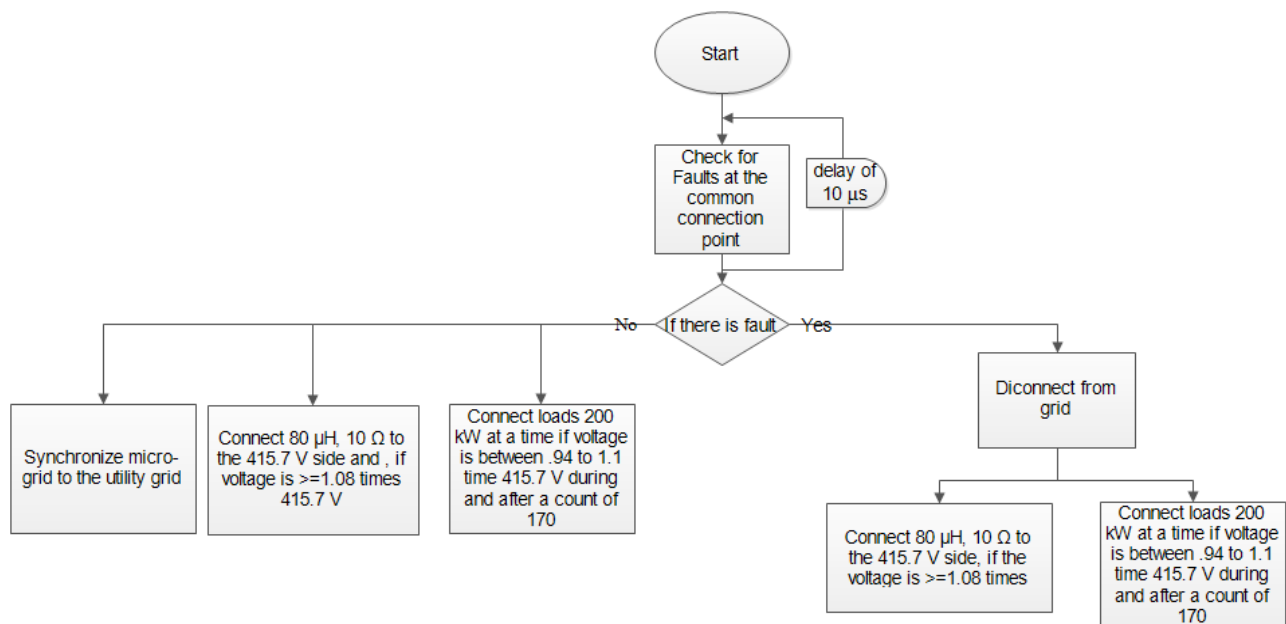 Start
Check for
Faults at the
common
connection
point
delay of
10 µs
No
If there is fault
Yes
Diconnect from
grid
Synchronize micro-
grid to the utility grid
Connect 80 µH, 10 Ω to
the 415.7 V side and , if
voltage is >=1.08 times
415.7 V
Connect loads 200
kW at a time if voltage
is between .94 to 1.1
time 415.7 V during
and after a count of
170
Connect 80 µH, 10 Ω to
the 415.7 V side, if the
voltage is >=1.08 times
Connect loads 200
kW at a time if voltage
is between .94 to 1.1
time 415.7 V during
and after a count of
170